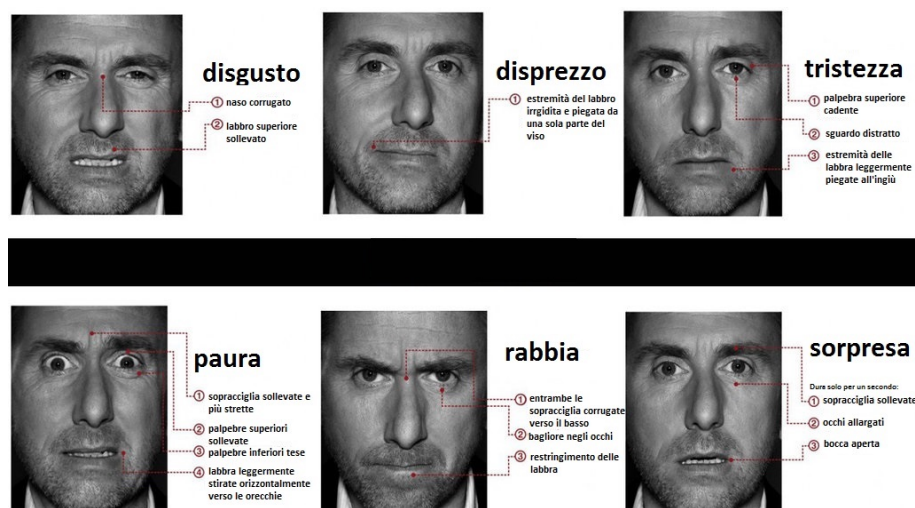 disgusto
1 naso corrugato
2 labbro superiore
sollevato
disprezzo
1 estremità del labbro
irrgidita e piegata da
una sola parte del
viso
tristezza
1 palpebra superiore
cadente
2 sguardo distratto
3 estremità delle
labbra leggermente
piegate all'ingiù
paura
1 sopracciglia sollevate e
più strette
2 palpebre superiori
sollevate
3 palpebre inferiori tese
4 labbra leggermente
stirate orizzontalmente
verso le orecchie
rabbia
1 entrambe le
sopracciglia corrugate
verso il basso
2 bagliore negli occhi
3 restringimento delle
labbra
sorpresa
Dura solo per un secondo:
1 sopracciglia sollevate
2 occhi allargati
3 bocca aperta